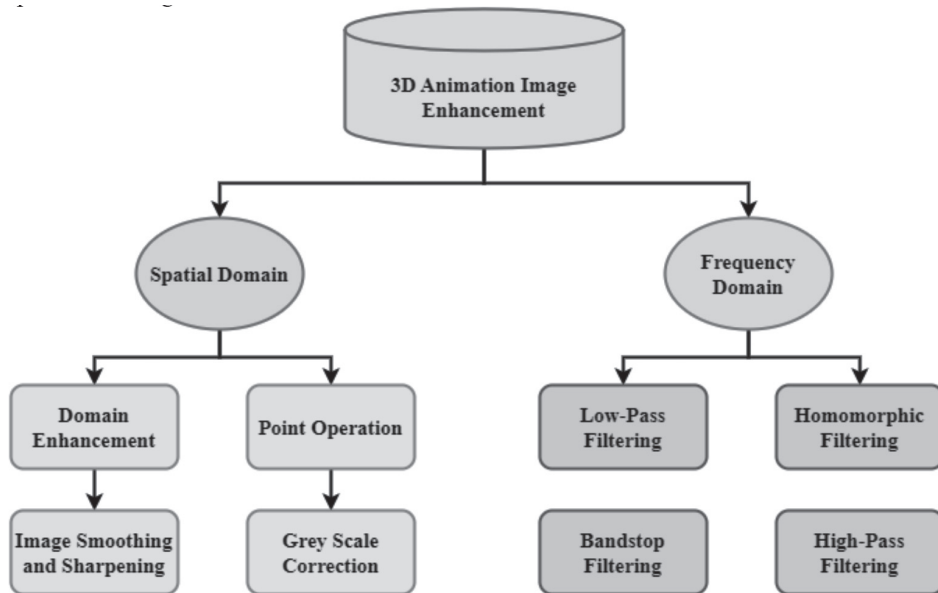 3D Animation Image
Enhancement
Spatial Domain
Frequency
Domain
Domain
Enhancement
Point Operation
Low-Pass
Filtering
Homomorphic
Filtering
Image Smoothing
and Sharpening
Grey Scale
Correction
Bandstop
Filtering
High-Pass
Filtering